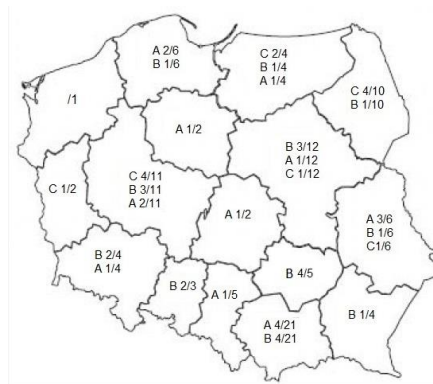 A 2/6
B 1/6
C 2/4
B 1/4
A 1/4
C 4/10
B 1/10
/1
A 1/2
B 3/12
A 1/12
C 1/12
C 1/2
C 4/11
B 3/11
A 2/11
A 1/2
A 3/6
B 1/6
C1/6
B 2/4
A 1/4
B 2/3
A 1/5
B 4/5
A 4/21
B 4/21
B 1/4